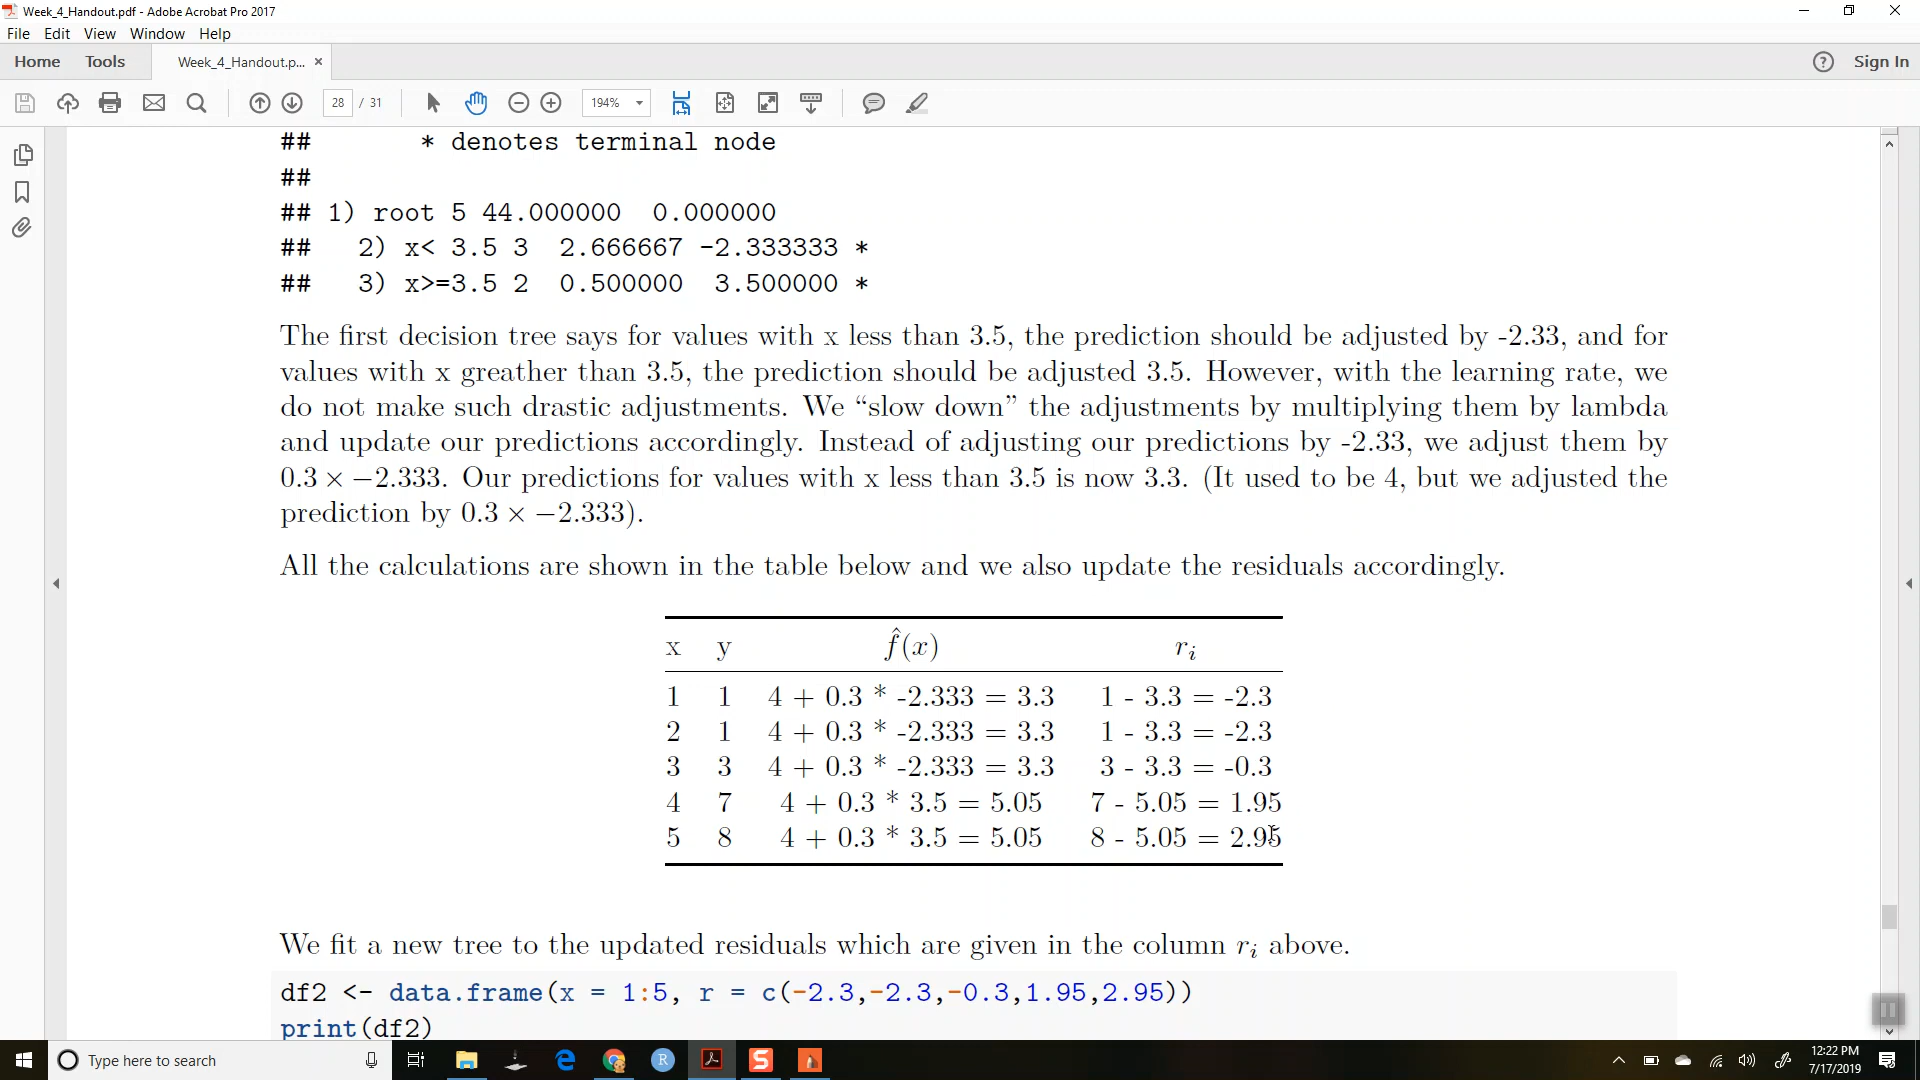 Week_4_Handout.pdf - Adobe Acrobat Pro 2017
File Edit View Window Help
Home Tools Week_4_Handout.p... × Sign In
28 / 31 194%
## * denotes terminal node
##
## 1) root 5 44.000000 0.000000
## 2) x< 3.5 3 2.666667 -2.333333 *
## 3) x>=3.5 2 0.500000 3.500000 *
The first decision tree says for values with x less than 3.5, the prediction should be adjusted by -2.33, and for
values with x greather than 3.5, the prediction should be adjusted 3.5. However, with the learning rate, we
do not make such drastic adjustments. We “slow down” the adjustments by multiplying them by lambda
and update our predictions accordingly. Instead of adjusting our predictions by -2.33, we adjust them by
0.3 × −2.333. Our predictions for values with x less than 3.5 is now 3.3. (It used to be 4, but we adjusted the
prediction by 0.3 × −2.333).
All the calculations are shown in the table below and we also update the residuals accordingly.
x y f̂(x) rᵢ
1 1 4 + 0.3 * -2.333 = 3.3 1 - 3.3 = -2.3
2 1 4 + 0.3 * -2.333 = 3.3 1 - 3.3 = -2.3
3 3 4 + 0.3 * -2.333 = 3.3 3 - 3.3 = -0.3
4 7 4 + 0.3 * 3.5 = 5.05 7 - 5.05 = 1.95
5 8 4 + 0.3 * 3.5 = 5.05 8 - 5.05 = 2.95
We fit a new tree to the updated residuals which are given in the column rᵢ above.
df2 <- data.frame(x = 1:5, r = c(-2.3,-2.3,-0.3,1.95,2.95))
print(df2)
Type here to search
12:22 PM
7/17/2019